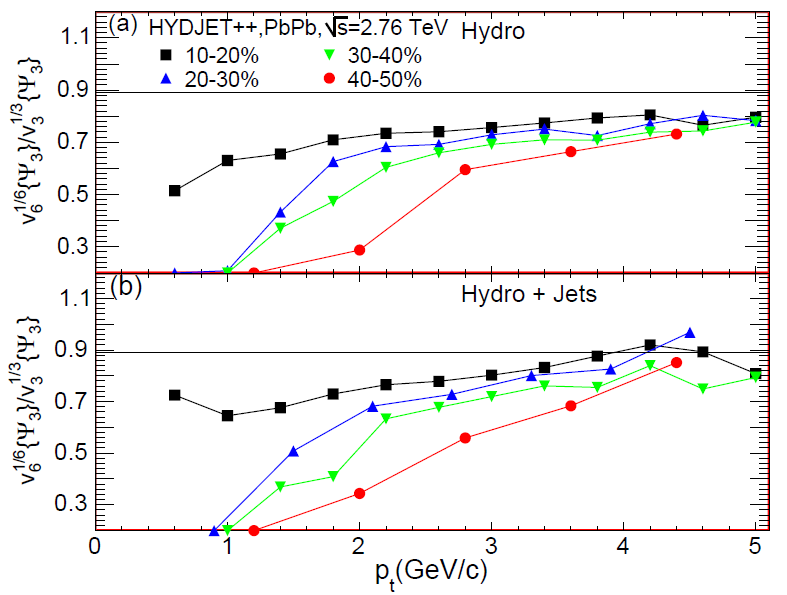 (a) HYDJET++,PbPb,√s=2.76 TeV Hydro
10-20% 30-40%
20-30% 40-50%
v₆^1/6{Ψ₃}/v₃^1/3{Ψ₃}
1.1
0.9
0.7
0.5
0.3
(b) Hydro + Jets
v₆^1/6{Ψ₃}/v₃^1/3{Ψ₃}
1.1
0.9
0.7
0.5
0.3
0 1 2 3 4 5
pₜ(GeV/c)